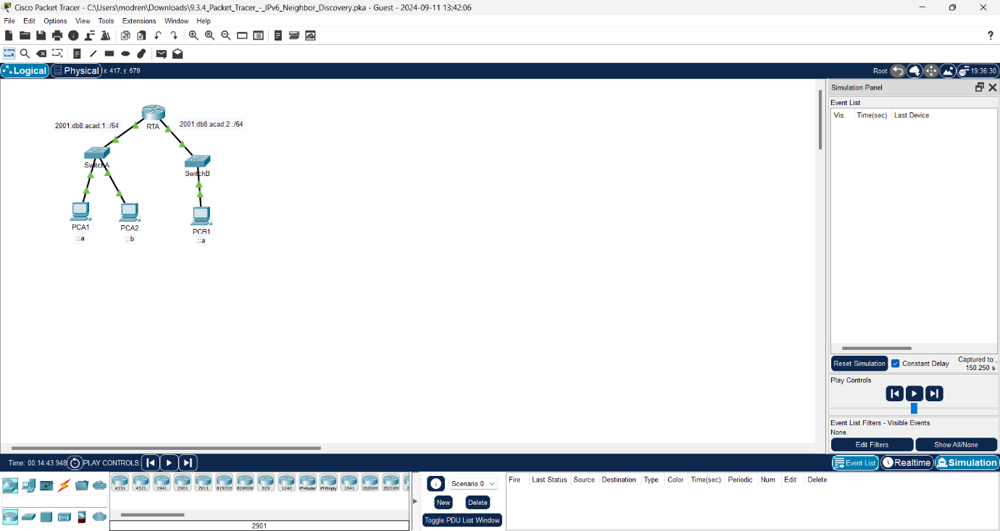 Cisco Packet Tracer - C:\Users\modren\Downloads\9.3.4_Packet_Tracer_-_IPv6_Neighbor_Discovery.pka - Guest - 2024-09-11 13:42:06
File Edit Options View Tools Extensions Window Help
?
Logical Physical x: 417, y: 679 Root 19:36:30
Simulation Panel
Event List
Vis. Time(sec) Last Device
2001:db8:acad:1::/64 RTA 2001:db8:acad:2::/64
SwitchA
SwitchB
PCA1 PCA2 PCB1
::a ::b ::a
Reset Simulation Constant Delay Captured to:
150.250 s
Play Controls
Event List Filters - Visible Events
None.
Edit Filters Show All/None
Time: 00:14:43.948 PLAY CONTROLS: Event List Realtime Simulation
4331 4321 1941 2901 2911 819IOX 819HGW 829 1240 PT-Router PT-Empty 1841 2620XM 2621XM 2
Scenario 0
New Delete
Toggle PDU List Window
Fire Last Status Source Destination Type Color Time(sec) Periodic Num Edit Delete
2901